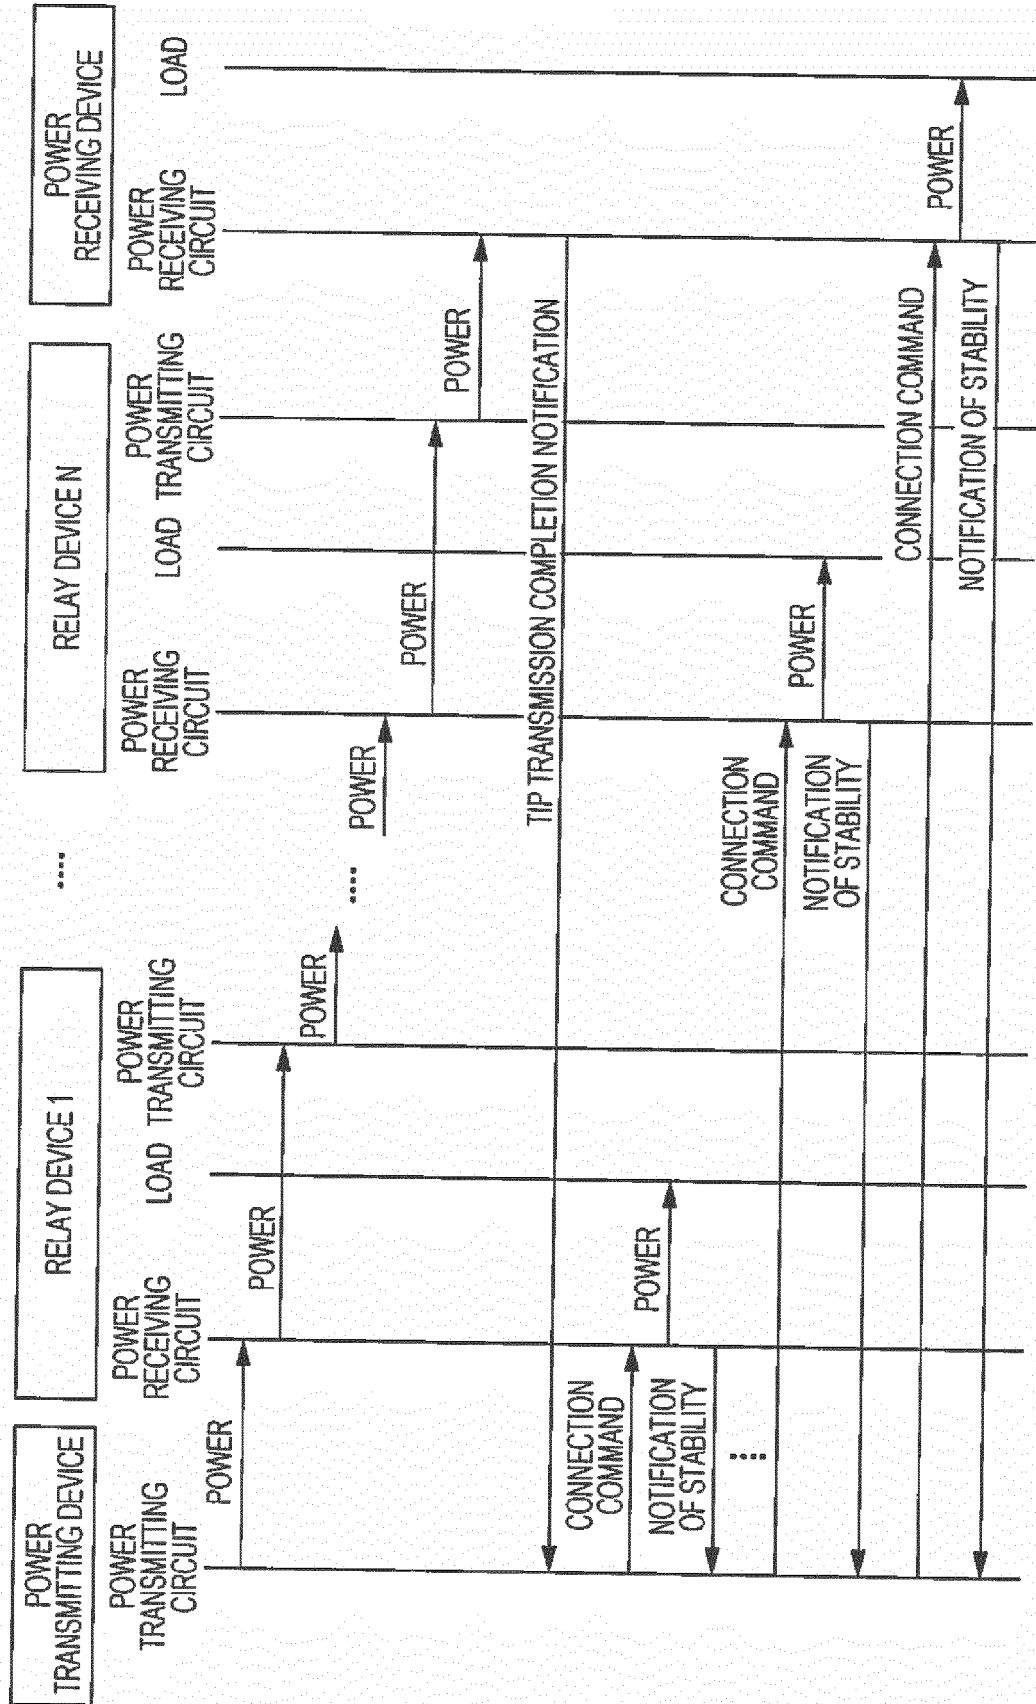 POWER
TRANSMITTING DEVICE
RELAY DEVICE 1
....
RELAY DEVICE N
POWER
RECEIVING DEVICE
POWER
TRANSMITTING
CIRCUIT
POWER
RECEIVING
CIRCUIT
LOAD
POWER
TRANSMITTING
CIRCUIT
POWER
RECEIVING
CIRCUIT
LOAD
POWER
TRANSMITTING
CIRCUIT
POWER
RECEIVING
CIRCUIT
LOAD
POWER
POWER
POWER
....
POWER
POWER
POWER
TIP TRANSMISSION COMPLETION NOTIFICATION
CONNECTION
COMMAND
POWER
NOTIFICATION
OF STABILITY
....
CONNECTION
COMMAND
POWER
NOTIFICATION
OF STABILITY
CONNECTION COMMAND
POWER
NOTIFICATION OF STABILITY